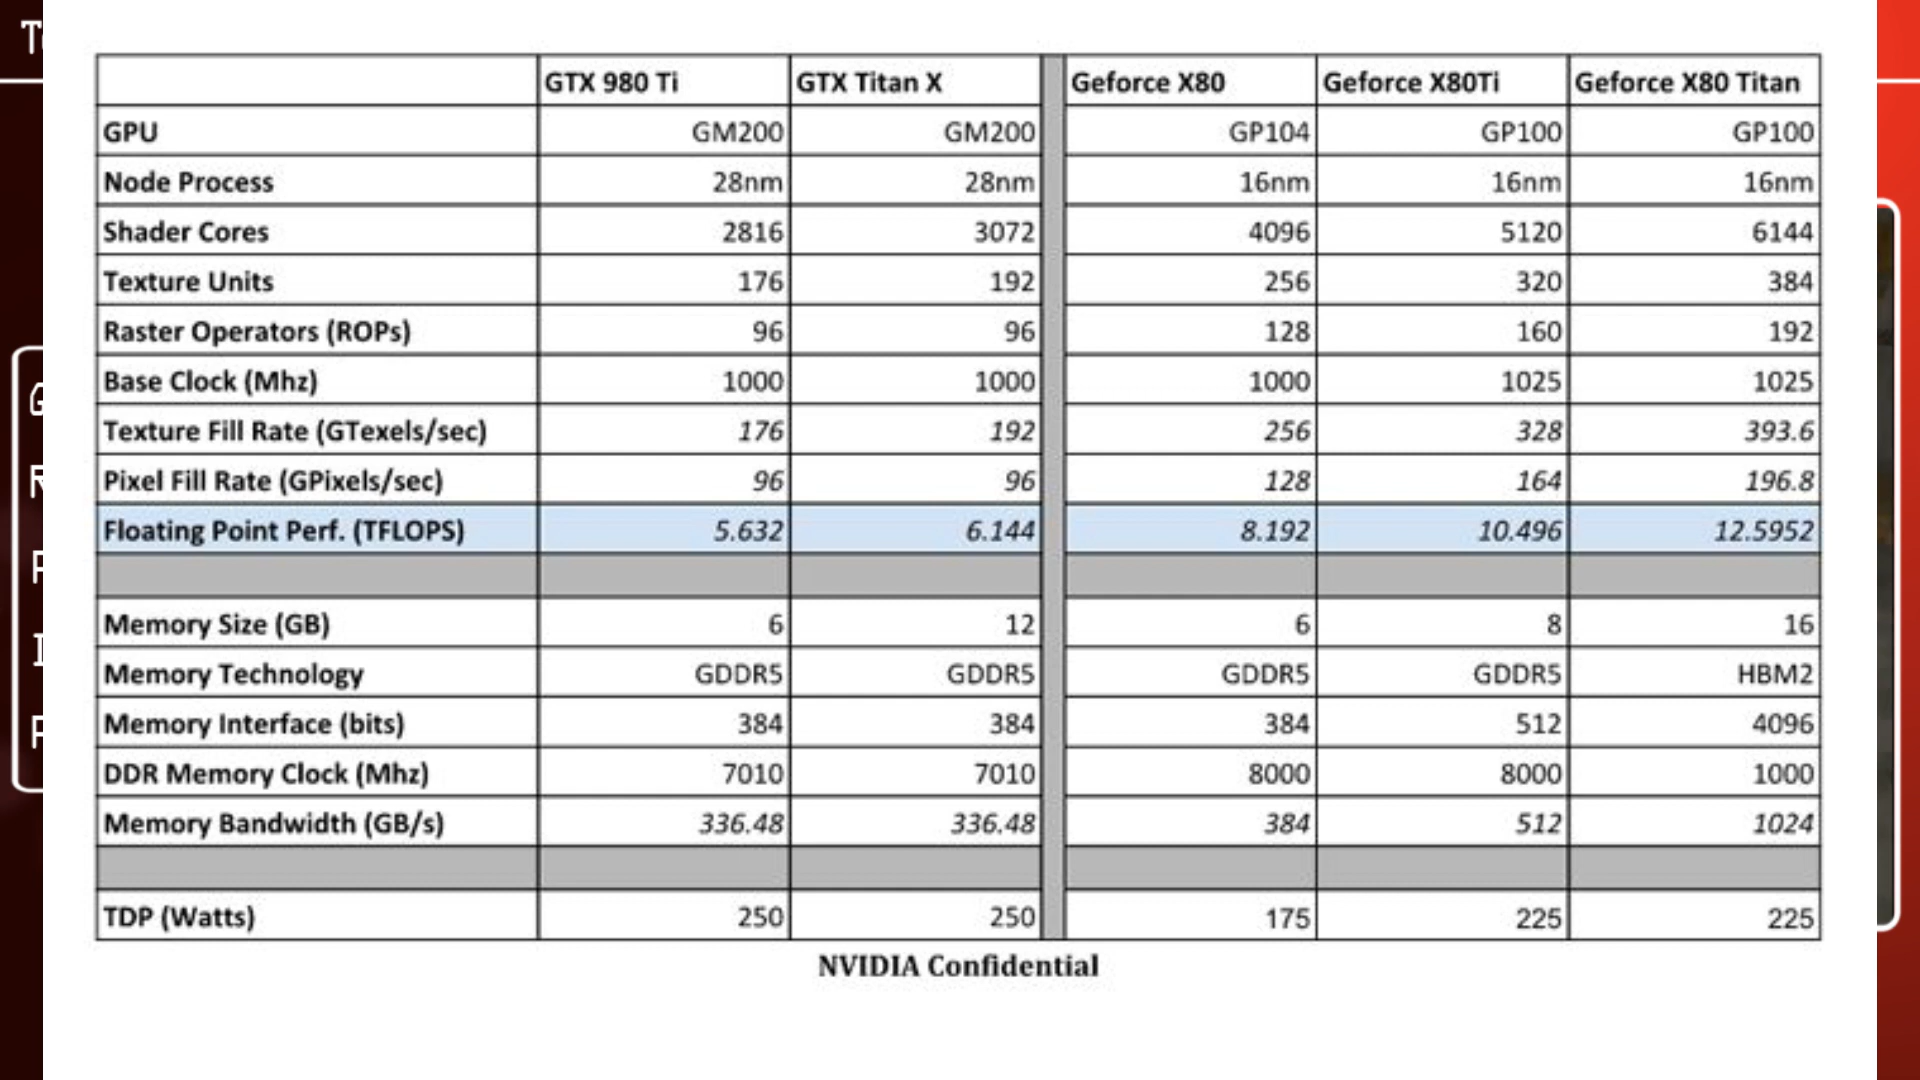 GTX 980 Ti GTX Titan X Geforce X80 Geforce X80Ti Geforce X80 Titan
GPU GM200 GM200 GP104 GP100 GP100
Node Process 28nm 28nm 16nm 16nm 16nm
Shader Cores 2816 3072 4096 5120 6144
Texture Units 176 192 256 320 384
Raster Operators (ROPs) 96 96 128 160 192
Base Clock (Mhz) 1000 1000 1000 1025 1025
Texture Fill Rate (GTexels/sec) 176 192 256 328 393.6
Pixel Fill Rate (GPixels/sec) 96 96 128 164 196.8
Floating Point Perf. (TFLOPS) 5.632 6.144 8.192 10.496 12.5952
Memory Size (GB) 6 12 6 8 16
Memory Technology GDDR5 GDDR5 GDDR5 GDDR5 HBM2
Memory Interface (bits) 384 384 384 512 4096
DDR Memory Clock (Mhz) 7010 7010 8000 8000 1000
Memory Bandwidth (GB/s) 336.48 336.48 384 512 1024
TDP (Watts) 250 250 175 225 225
NVIDIA Confidential